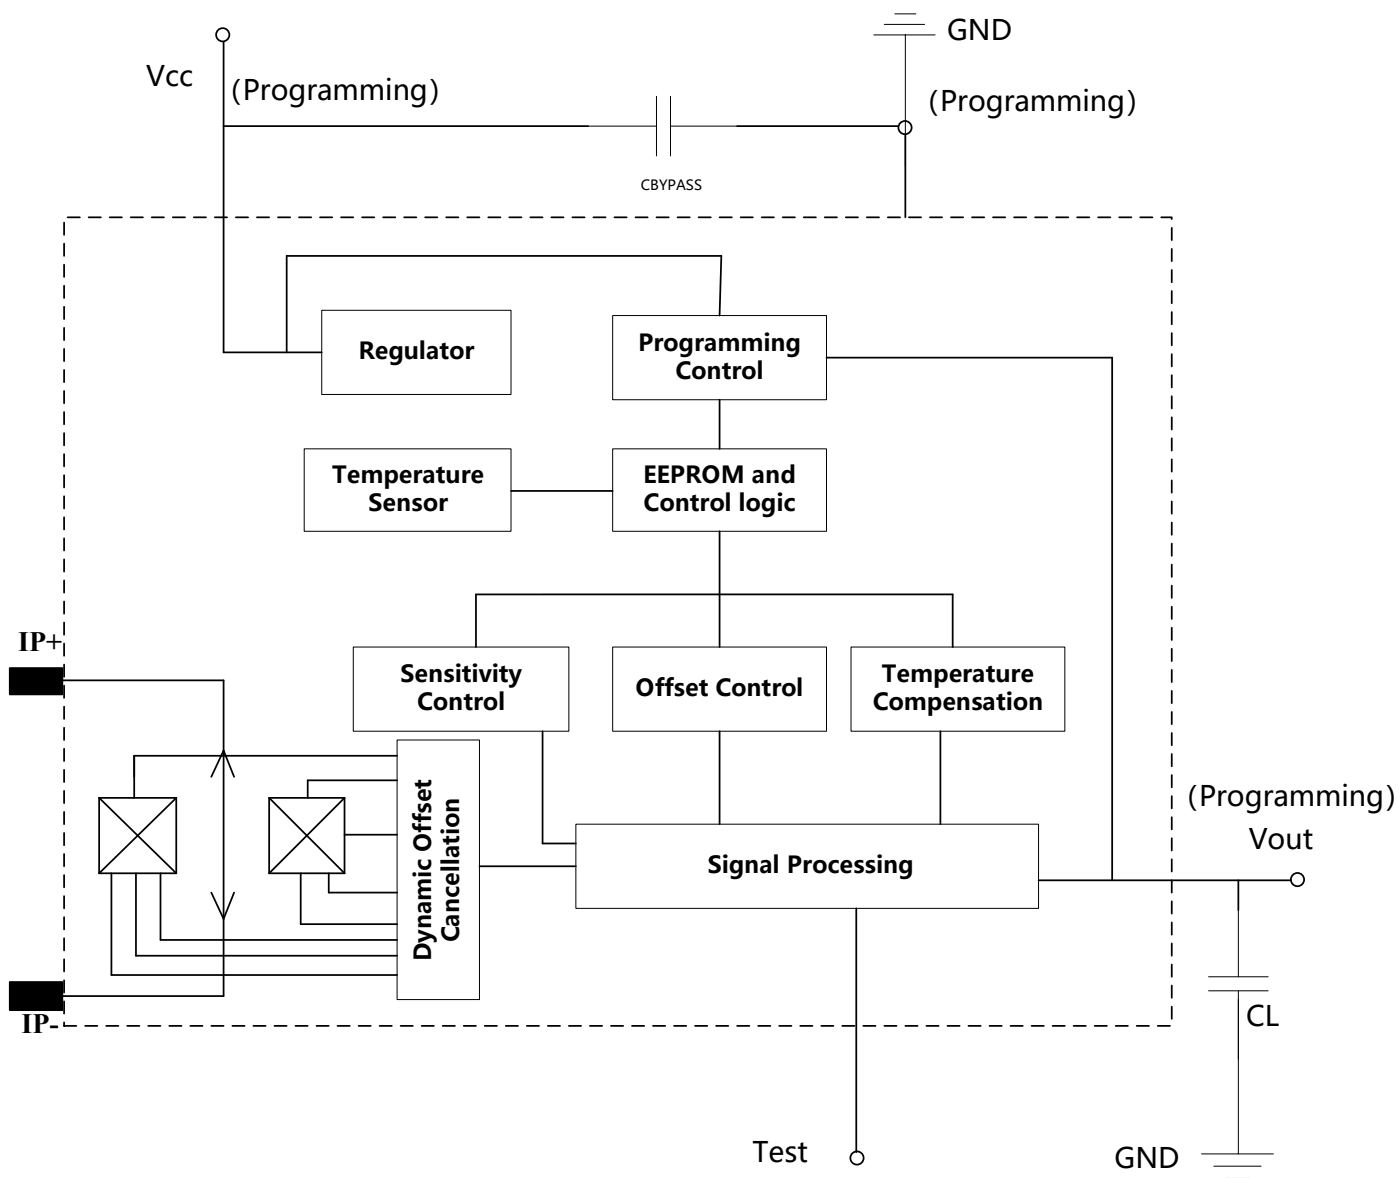 GND
Vcc
(Programming)
(Programming)
CBYPASS
Regulator
Programming
Control
Temperature
Sensor
EEPROM and
Control logic
IP+
Sensitivity
Control
Offset Control
Temperature
Compensation
Dynamic Offset
Cancellation
Signal Processing
(Programming)
Vout
IP-
CL
Test
GND